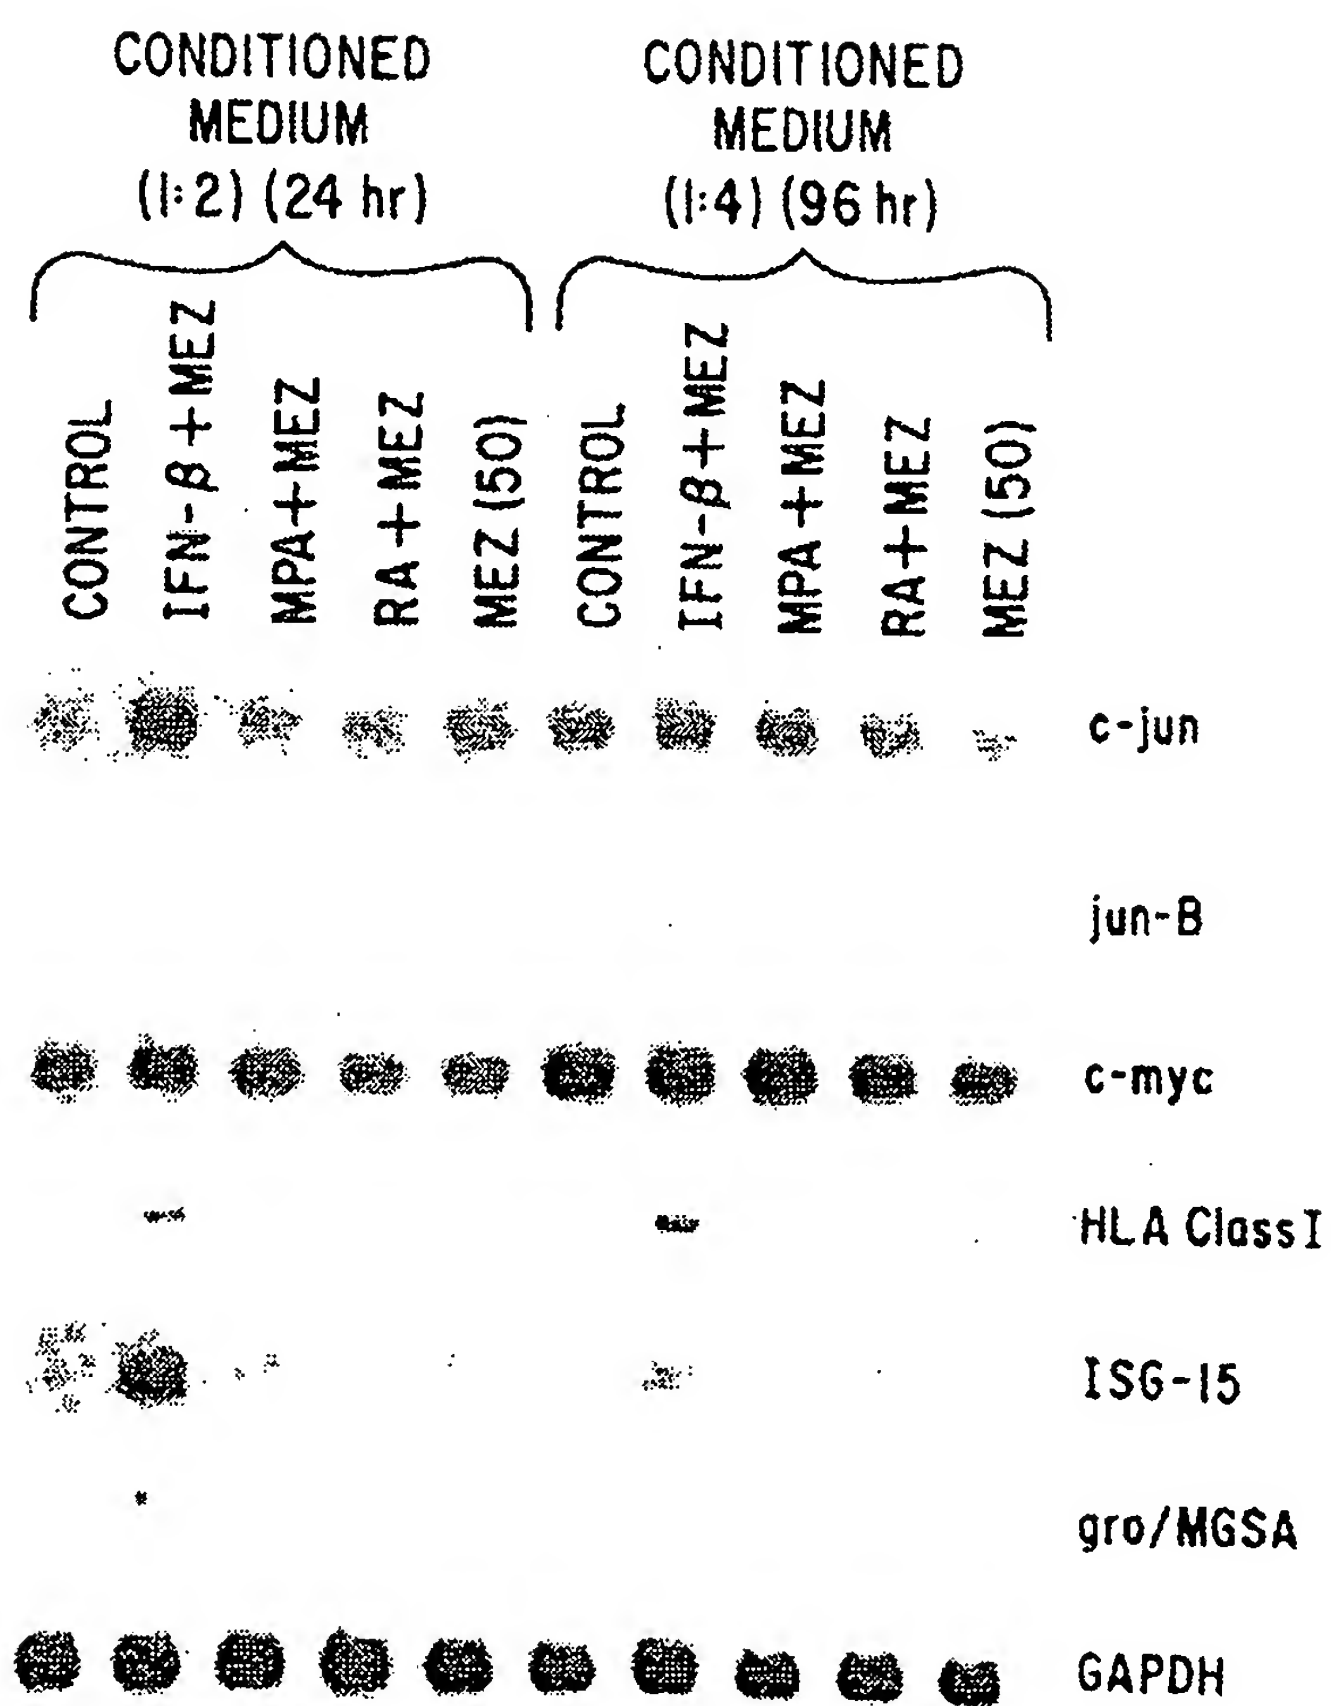 CONDITIONED
MEDIUM
(1:2) (24 hr)
CONDITIONED
MEDIUM
(1:4) (96 hr)
CONTROL
IFN-β+MEZ
MPA+MEZ
RA+MEZ
MEZ (50)
CONTROL
IFN-β+MEZ
MPA+MEZ
RA+MEZ
MEZ (50)
c-jun
jun-B
c-myc
HLA Class I
ISG-15
gro/MGSA
GAPDH